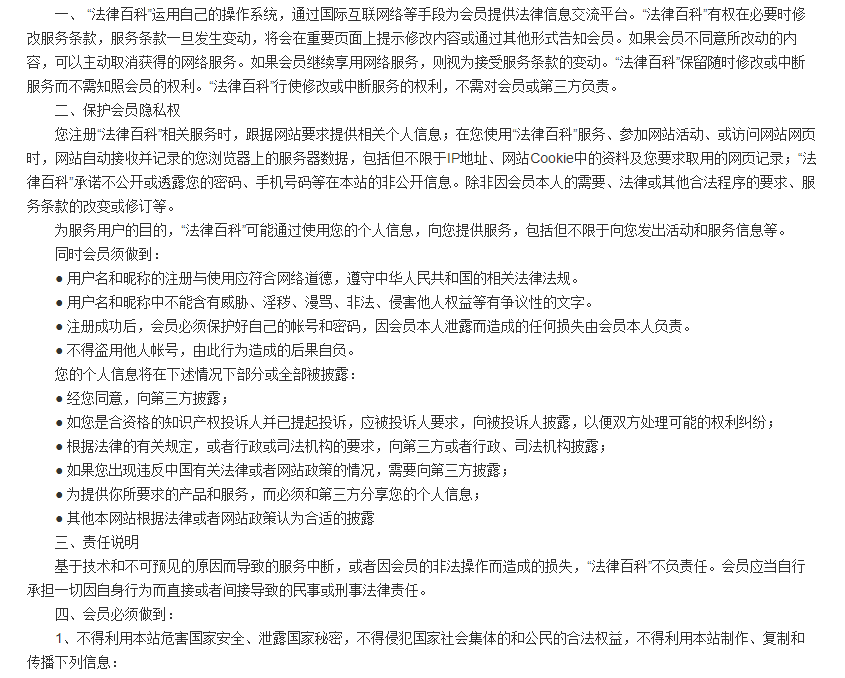 一、 “法律百科”运用自己的操作系统，通过国际互联网络等手段为会员提供法律信息交流平台。“法律百科”有权在必要时修
改服务条款，服务条款一旦发生变动，将会在重要页面上提示修改内容或通过其他形式告知会员。如果会员不同意所改动的内
容，可以主动取消获得的网络服务。如果会员继续享用网络服务，则视为接受服务条款的变动。“法律百科”保留随时修改或中断
服务而不需知照会员的权利。“法律百科”行使修改或中断服务的权利，不需对会员或第三方负责。
二、保护会员隐私权
您注册“法律百科”相关服务时，跟据网站要求提供相关个人信息；在您使用“法律百科”服务、参加网站活动、或访问网站网页
时，网站自动接收并记录的您浏览器上的服务器数据，包括但不限于IP地址、网站Cookie中的资料及您要求取用的网页记录；“法
律百科”承诺不公开或透露您的密码、手机号码等在本站的非公开信息。除非因会员本人的需要、法律或其他合法程序的要求、服
务条款的改变或修订等。
为服务用户的目的，“法律百科”可能通过使用您的个人信息，向您提供服务，包括但不限于向您发出活动和服务信息等。
同时会员须做到：
● 用户名和昵称的注册与使用应符合网络道德，遵守中华人民共和国的相关法律法规。
● 用户名和昵称中不能含有威胁、淫秽、漫骂、非法、侵害他人权益等有争议性的文字。
● 注册成功后，会员必须保护好自己的帐号和密码，因会员本人泄露而造成的任何损失由会员本人负责。
● 不得盗用他人帐号，由此行为造成的后果自负。
您的个人信息将在下述情况下部分或全部被披露：
● 经您同意，向第三方披露；
● 如您是合资格的知识产权投诉人并已提起投诉，应被投诉人要求，向被投诉人披露，以便双方处理可能的权利纠纷；
● 根据法律的有关规定，或者行政或司法机构的要求，向第三方或者行政、司法机构披露；
● 如果您出现违反中国有关法律或者网站政策的情况，需要向第三方披露；
● 为提供你所要求的产品和服务，而必须和第三方分享您的个人信息；
● 其他本网站根据法律或者网站政策认为合适的披露
三、责任说明
基于技术和不可预见的原因而导致的服务中断，或者因会员的非法操作而造成的损失，“法律百科”不负责任。会员应当自行
承担一切因自身行为而直接或者间接导致的民事或刑事法律责任。
四、会员必须做到：
1、不得利用本站危害国家安全、泄露国家秘密，不得侵犯国家社会集体的和公民的合法权益，不得利用本站制作、复制和
传播下列信息：